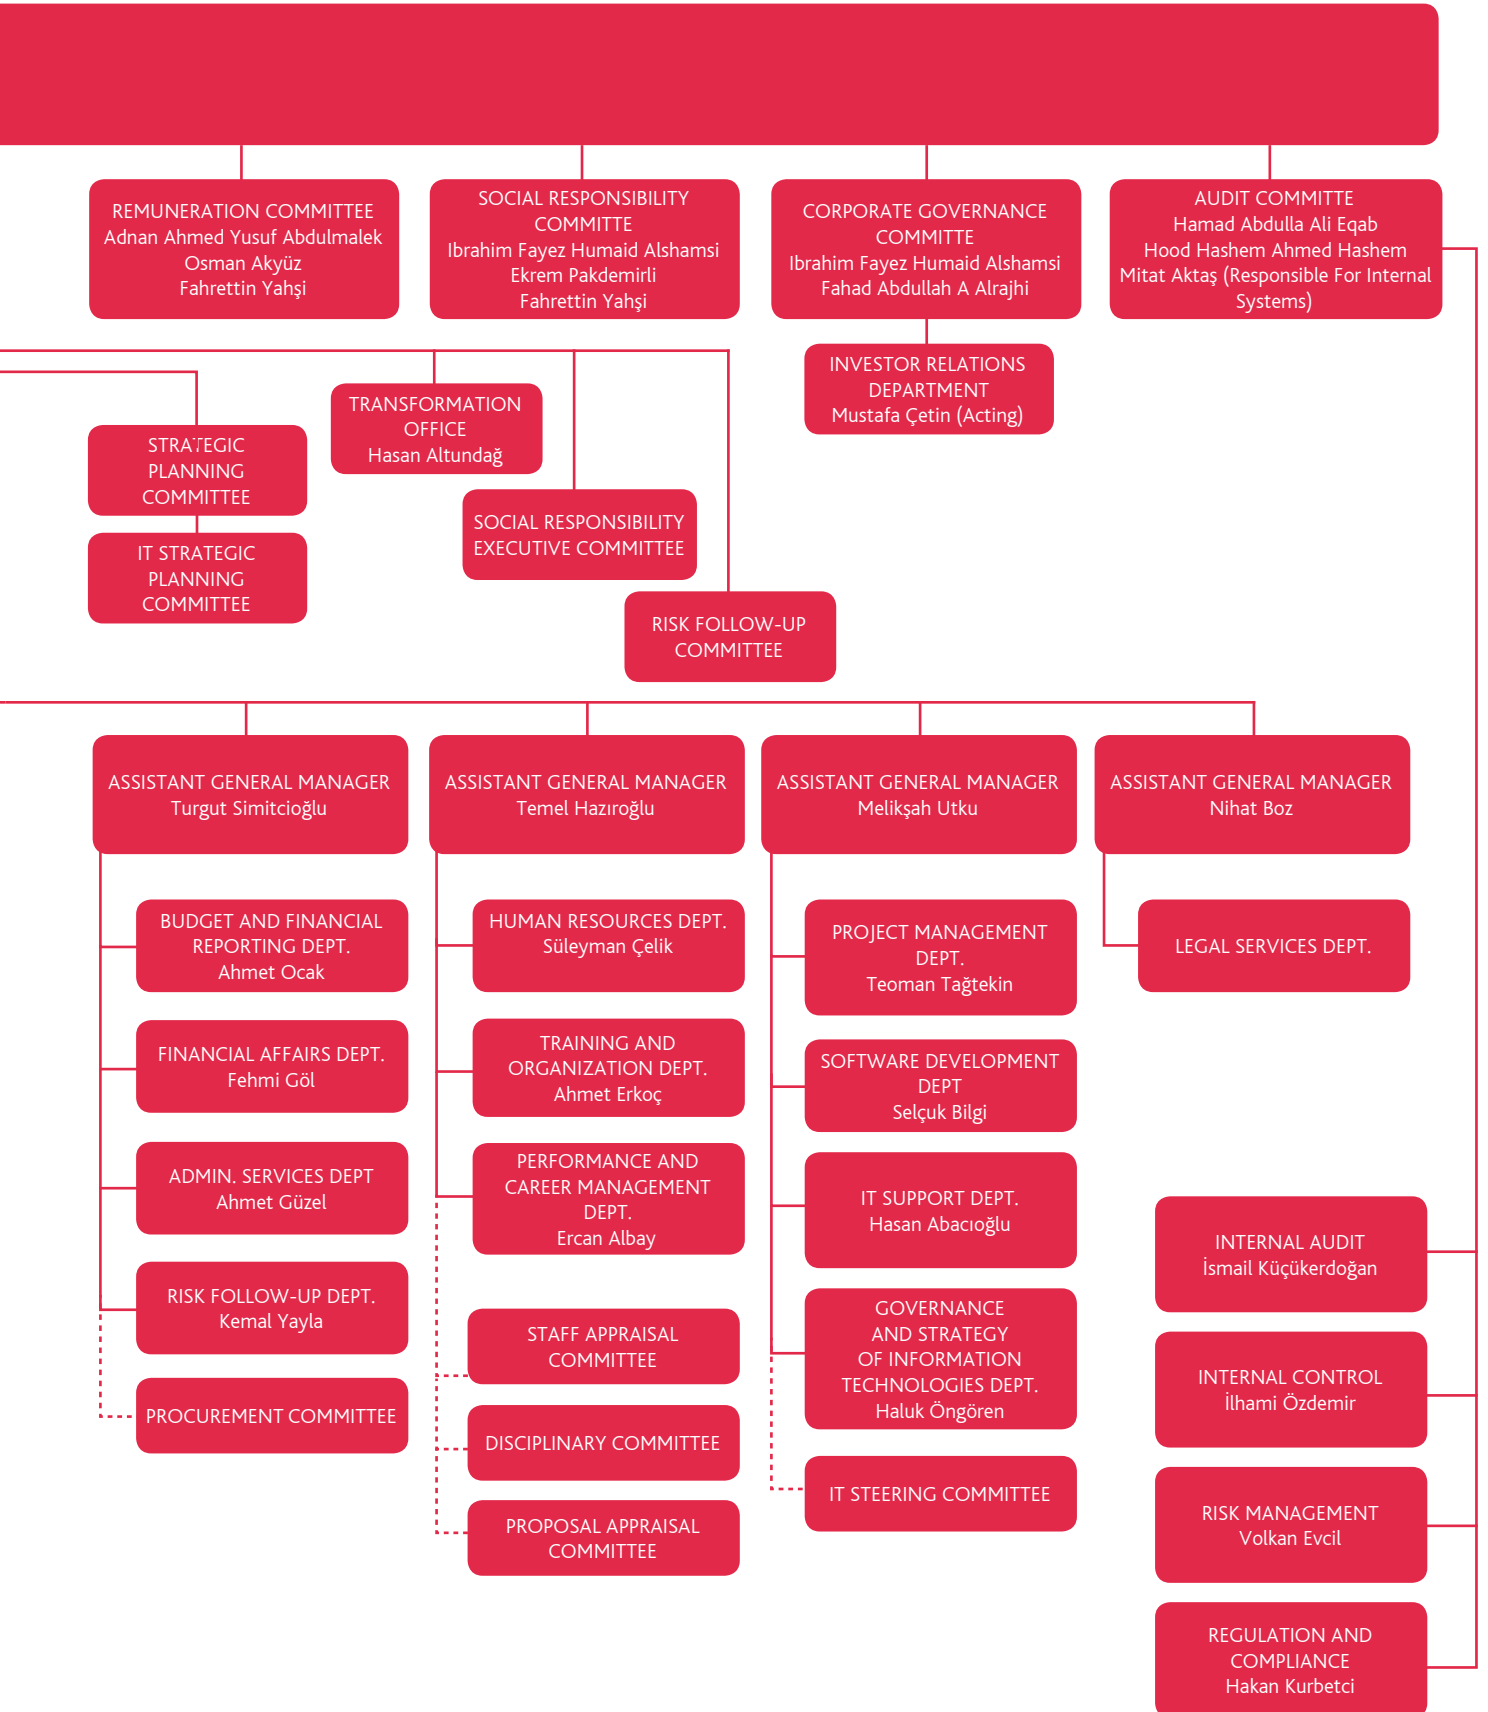 REMUNERATION COMMITTEE
Adnan Ahmed Yusuf Abdulmalek
Osman Akyüz
Fahrettin Yahşi
SOCIAL RESPONSIBILITY
COMMITTE
Ibrahim Fayez Humaid Alshamsi
Ekrem Pakdemirli
Fahrettin Yahşi
CORPORATE GOVERNANCE
COMMITTE
Ibrahim Fayez Humaid Alshamsi
Fahad Abdullah A Alrajhi
AUDIT COMMITTE
Hamad Abdulla Ali Eqab
Hood Hashem Ahmed Hashem
Mitat Aktaş (Responsible For Internal
Systems)
INVESTOR RELATIONS
DEPARTMENT
Mustafa Çetin (Acting)
TRANSFORMATION
OFFICE
Hasan Altundağ
STRATEGIC
PLANNING
COMMITTEE
SOCIAL RESPONSIBILITY
EXECUTIVE COMMITTEE
IT STRATEGIC
PLANNING
COMMITTEE
RISK FOLLOW-UP
COMMITTEE
ASSISTANT GENERAL MANAGER
Turgut Simitcioğlu
BUDGET AND FINANCIAL
REPORTING DEPT.
Ahmet Ocak
FINANCIAL AFFAIRS DEPT.
Fehmi Göl
ADMIN. SERVICES DEPT
Ahmet Güzel
RISK FOLLOW-UP DEPT.
Kemal Yayla
PROCUREMENT COMMITTEE
ASSISTANT GENERAL MANAGER
Temel Hazıroğlu
HUMAN RESOURCES DEPT.
Süleyman Çelik
TRAINING AND
ORGANIZATION DEPT.
Ahmet Erkoç
PERFORMANCE AND
CAREER MANAGEMENT
DEPT.
Ercan Albay
STAFF APPRAISAL
COMMITTEE
DISCIPLINARY COMMITTEE
PROPOSAL APPRAISAL
COMMITTEE
ASSISTANT GENERAL MANAGER
Melikşah Utku
PROJECT MANAGEMENT
DEPT.
Teoman Tağtekin
SOFTWARE DEVELOPMENT
DEPT
Selçuk Bilgi
IT SUPPORT DEPT.
Hasan Abacıoğlu
GOVERNANCE
AND STRATEGY
OF INFORMATION
TECHNOLOGIES DEPT.
Haluk Öngören
IT STEERING COMMITTEE
ASSISTANT GENERAL MANAGER
Nihat Boz
LEGAL SERVICES DEPT.
INTERNAL AUDIT
İsmail Küçükerdoğan
INTERNAL CONTROL
İlhami Özdemir
RISK MANAGEMENT
Volkan Evcil
REGULATION AND
COMPLIANCE
Hakan Kurbetci